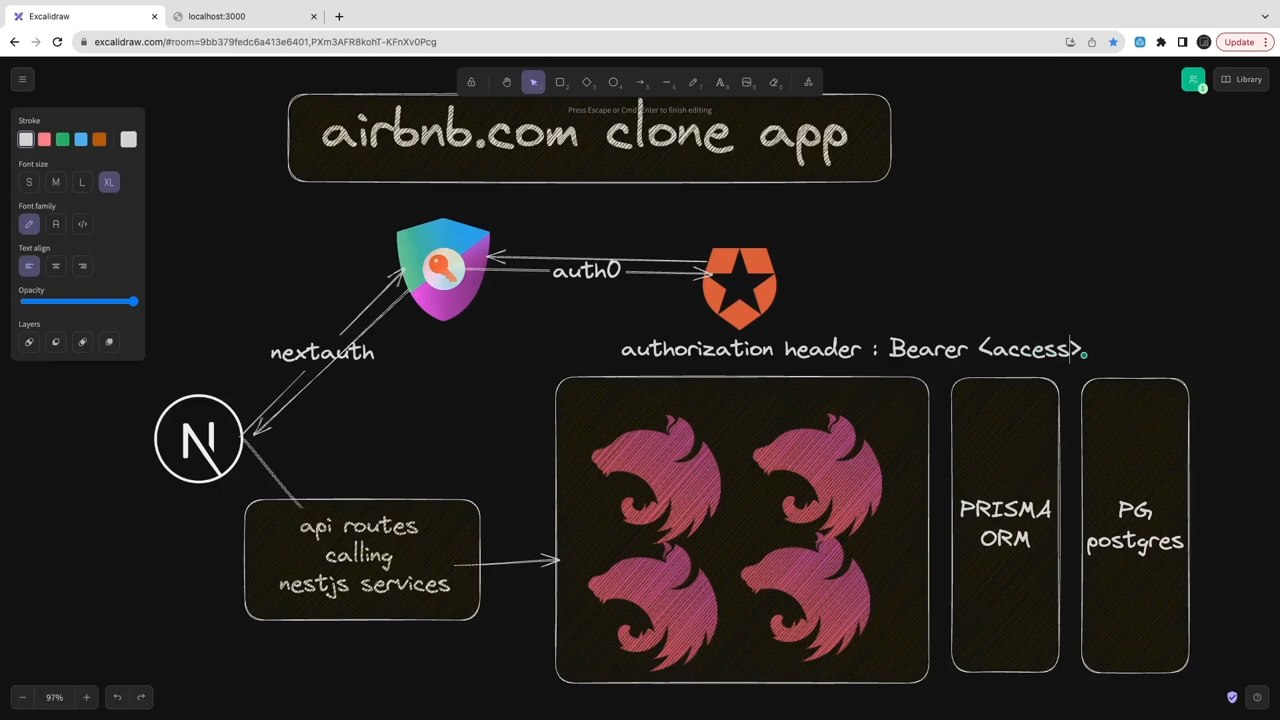 Excalidraw
localhost:3000
excalidraw.com/#room=9bb379fedc6a413e6401,PXm3AFR8kohT-KFnXv0Pcg
Update
1
Library
Press Escape or Cmd+Enter to finish editing
Stroke
Font size
S M L XL
Font family
A </>
Text align
Opacity
Layers
airbnb.com clone app
auth0
nextauth
authorization header : Bearer <access>
N
api routes
calling
nestjs services
PRISMA
ORM
PG
postgres
97%